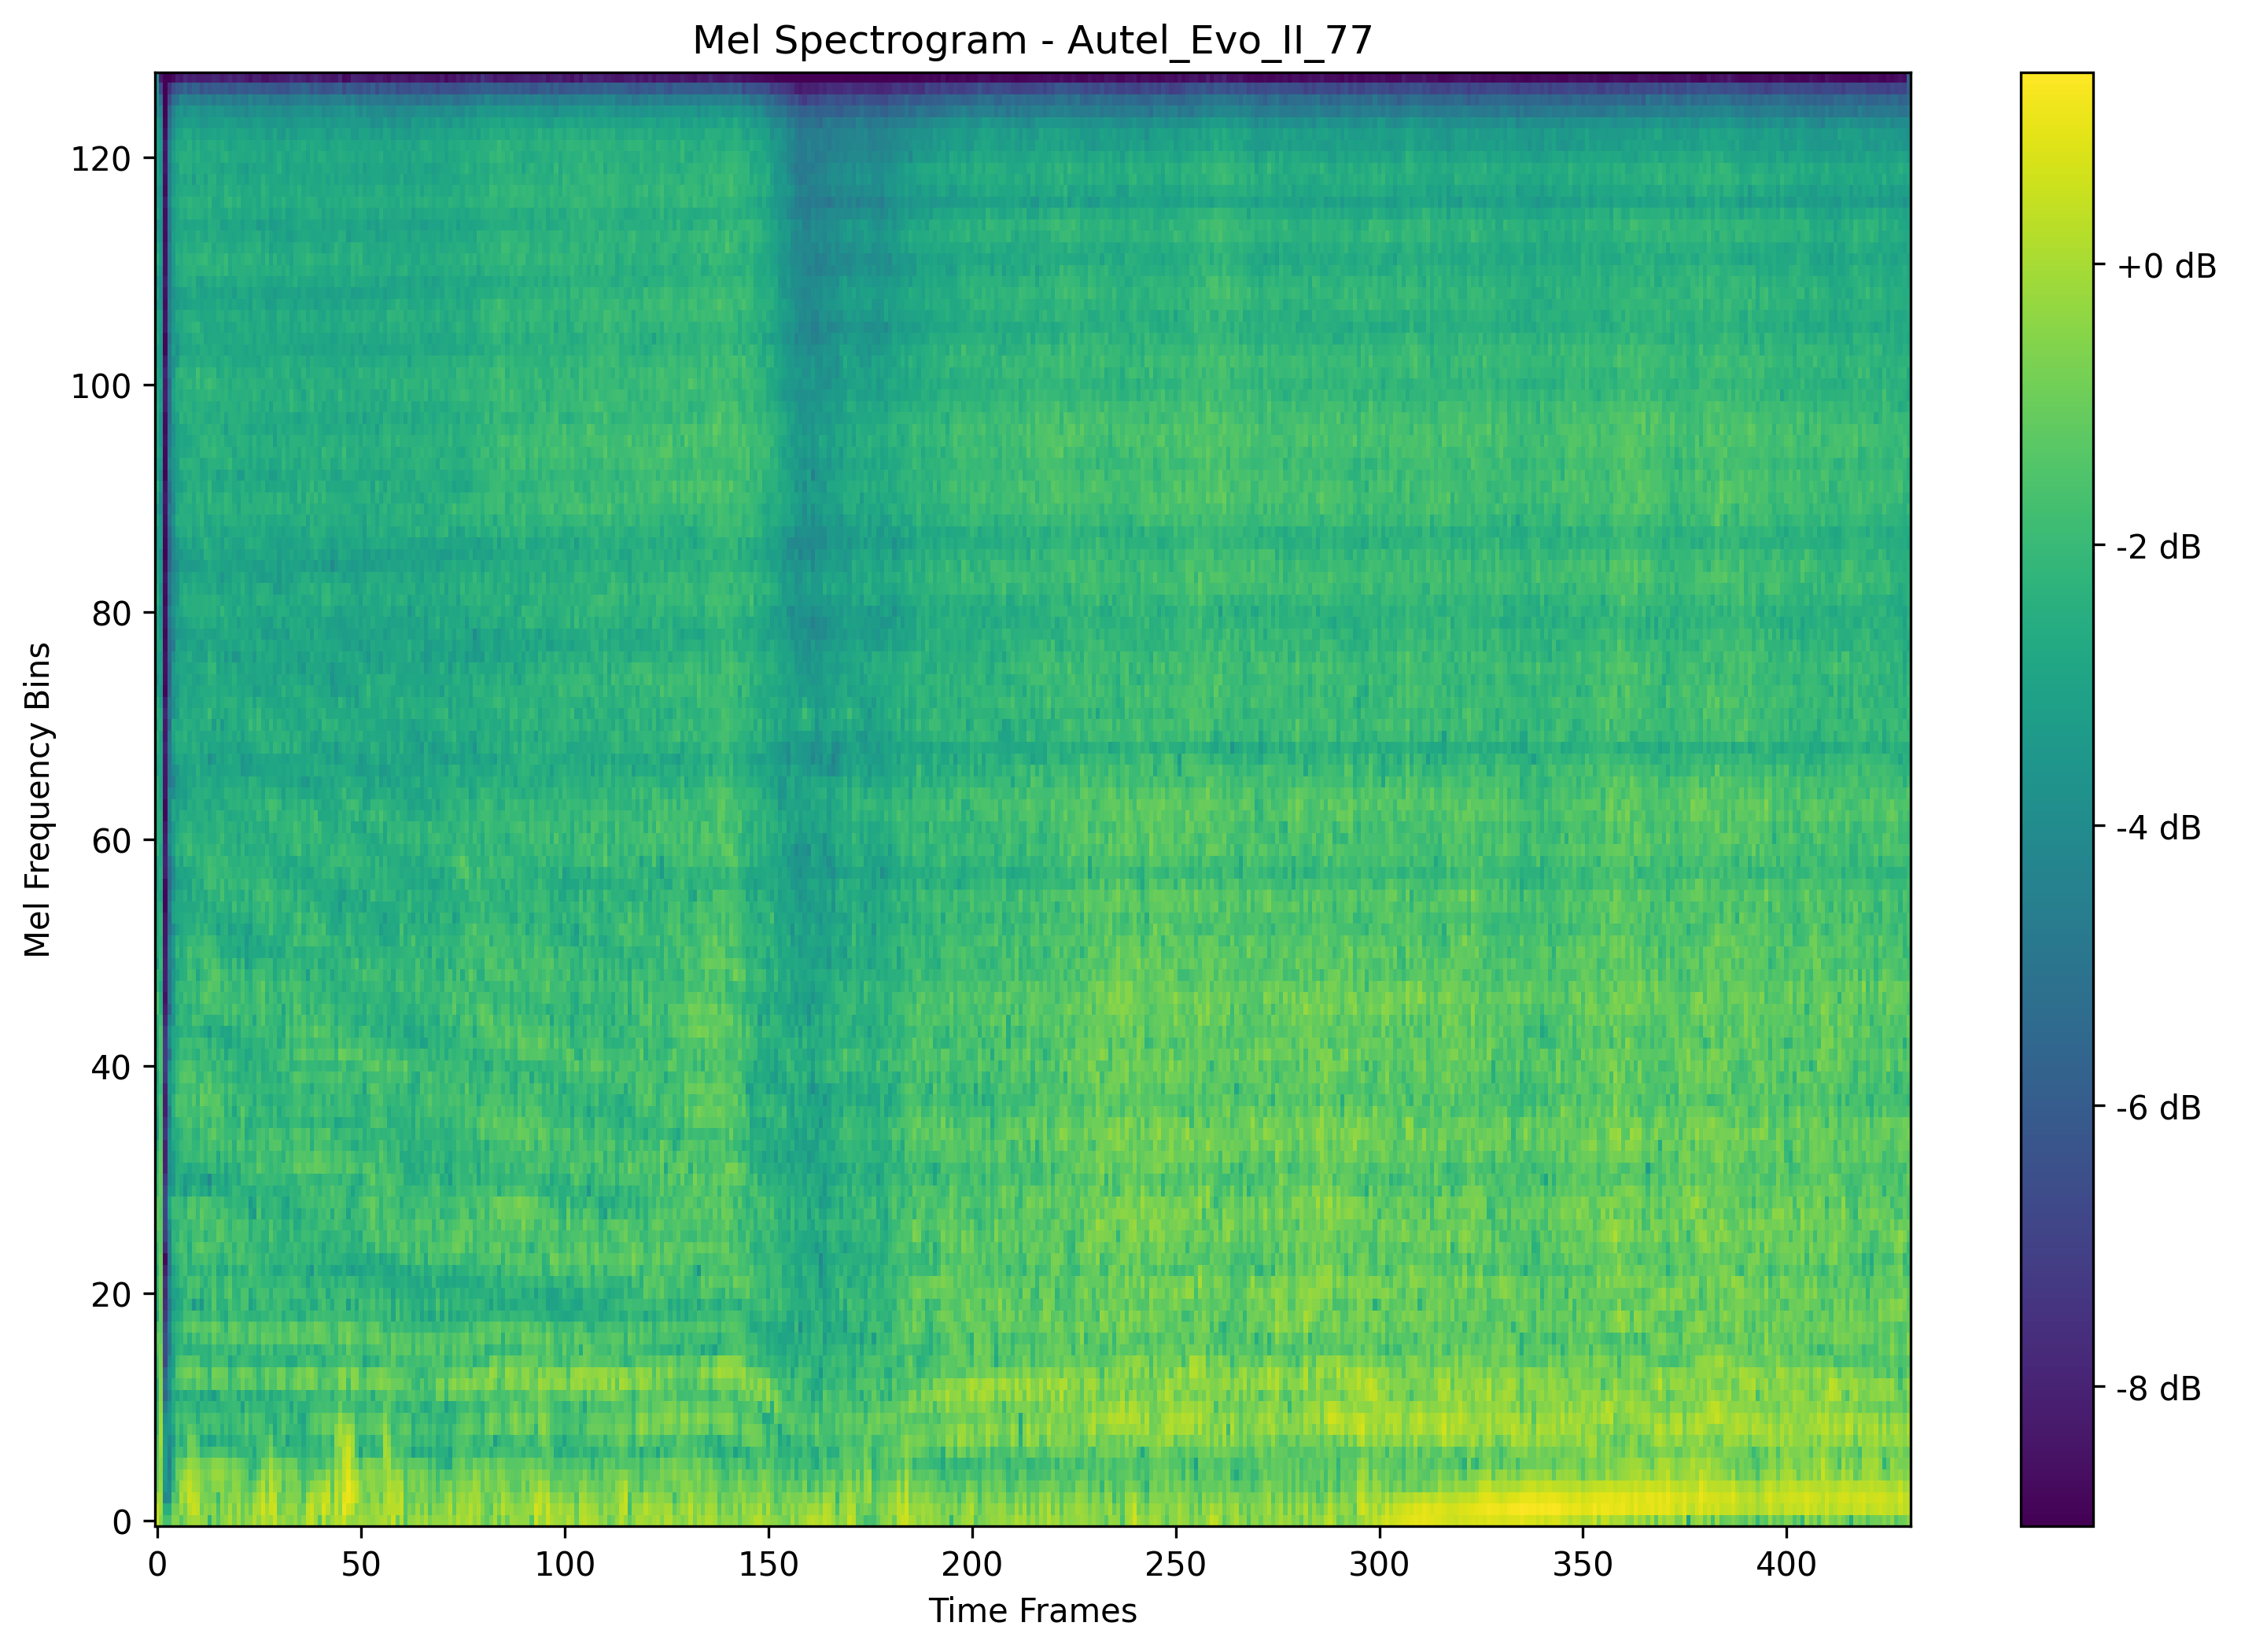 Mel Spectrogram - Autel_Evo_II_77
Mel Frequency Bins
120
100
80
60
40
20
0
0 50 100 150 200 250 300 350 400
Time Frames
+0 dB
-2 dB
-4 dB
-6 dB
-8 dB